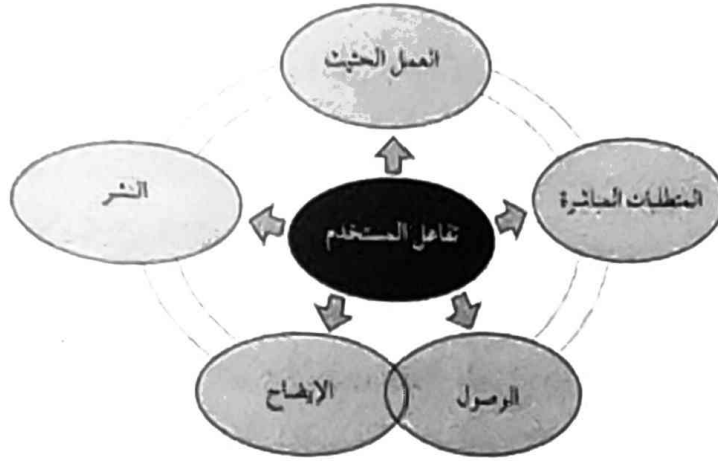 العمل الحثيث
المتطلبات المباشرة
النشر
تفاعل المستخدم
الوصول
الإيضاح